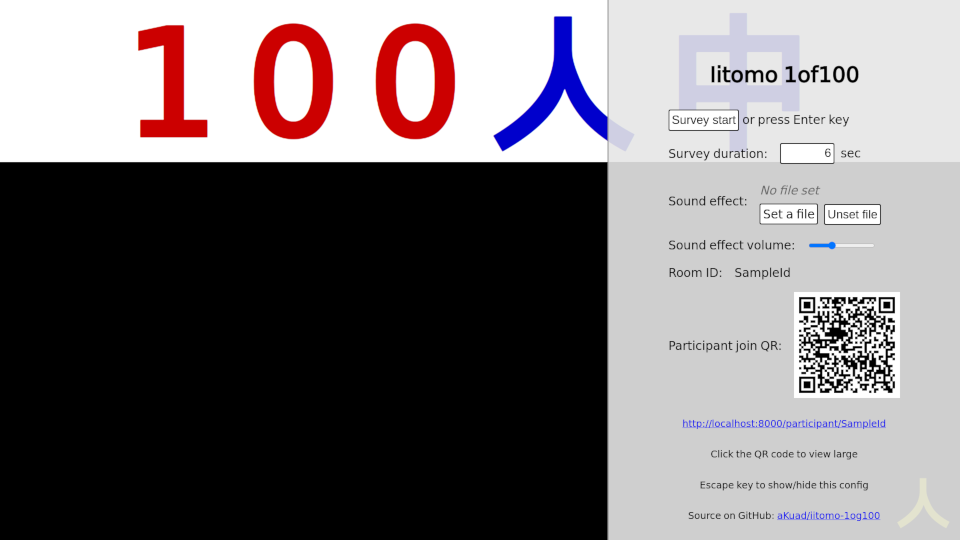 100人中
Iitomo 1of100
Survey start or press Enter key
Survey duration: 6 sec
Sound effect: No file set
Set a file Unset file
Sound effect volume:
Room ID: SampleId
Participant join QR:
http://localhost:8000/participant/SampleId
Click the QR code to view large
Escape key to show/hide this config
Source on GitHub: aKuad/iitomo-1og100
人